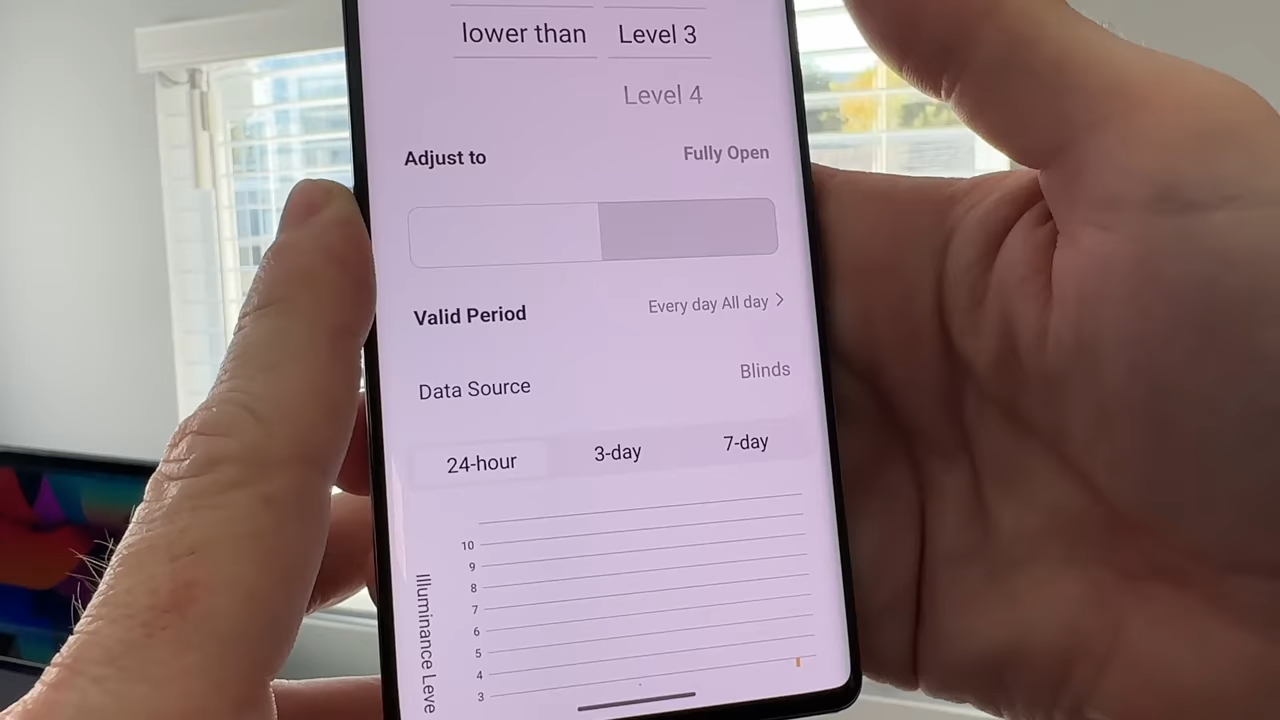 lower than Level 3
Level 4
Adjust to Fully Open
Valid Period Every day All day >
Data Source Blinds
24-hour 3-day 7-day
10
9
8
7
6
5
4
3
Illuminance Leve